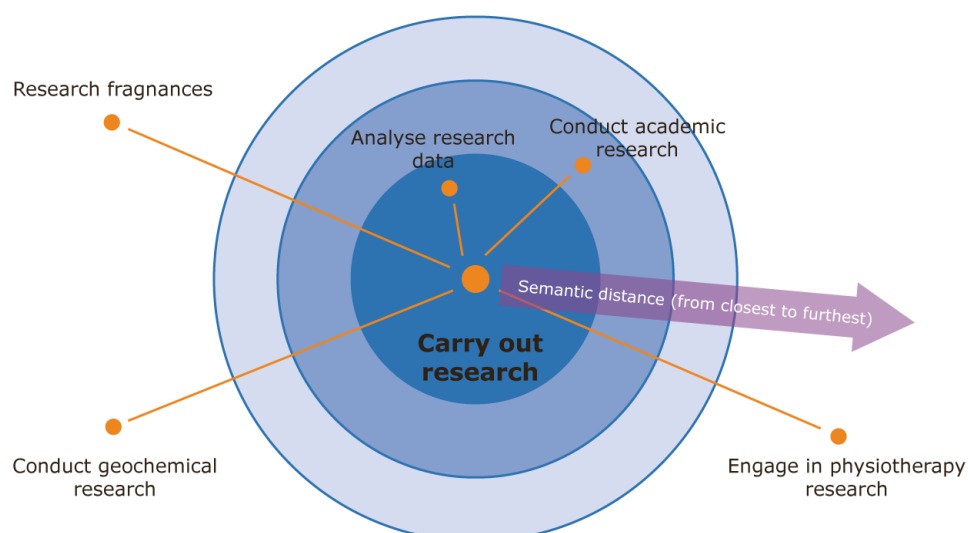 Research fragnances
Analyse research
data
Conduct academic
research
Semantic distance (from closest to furthest)
Carry out
research
Conduct geochemical
research
Engage in physiotherapy
research